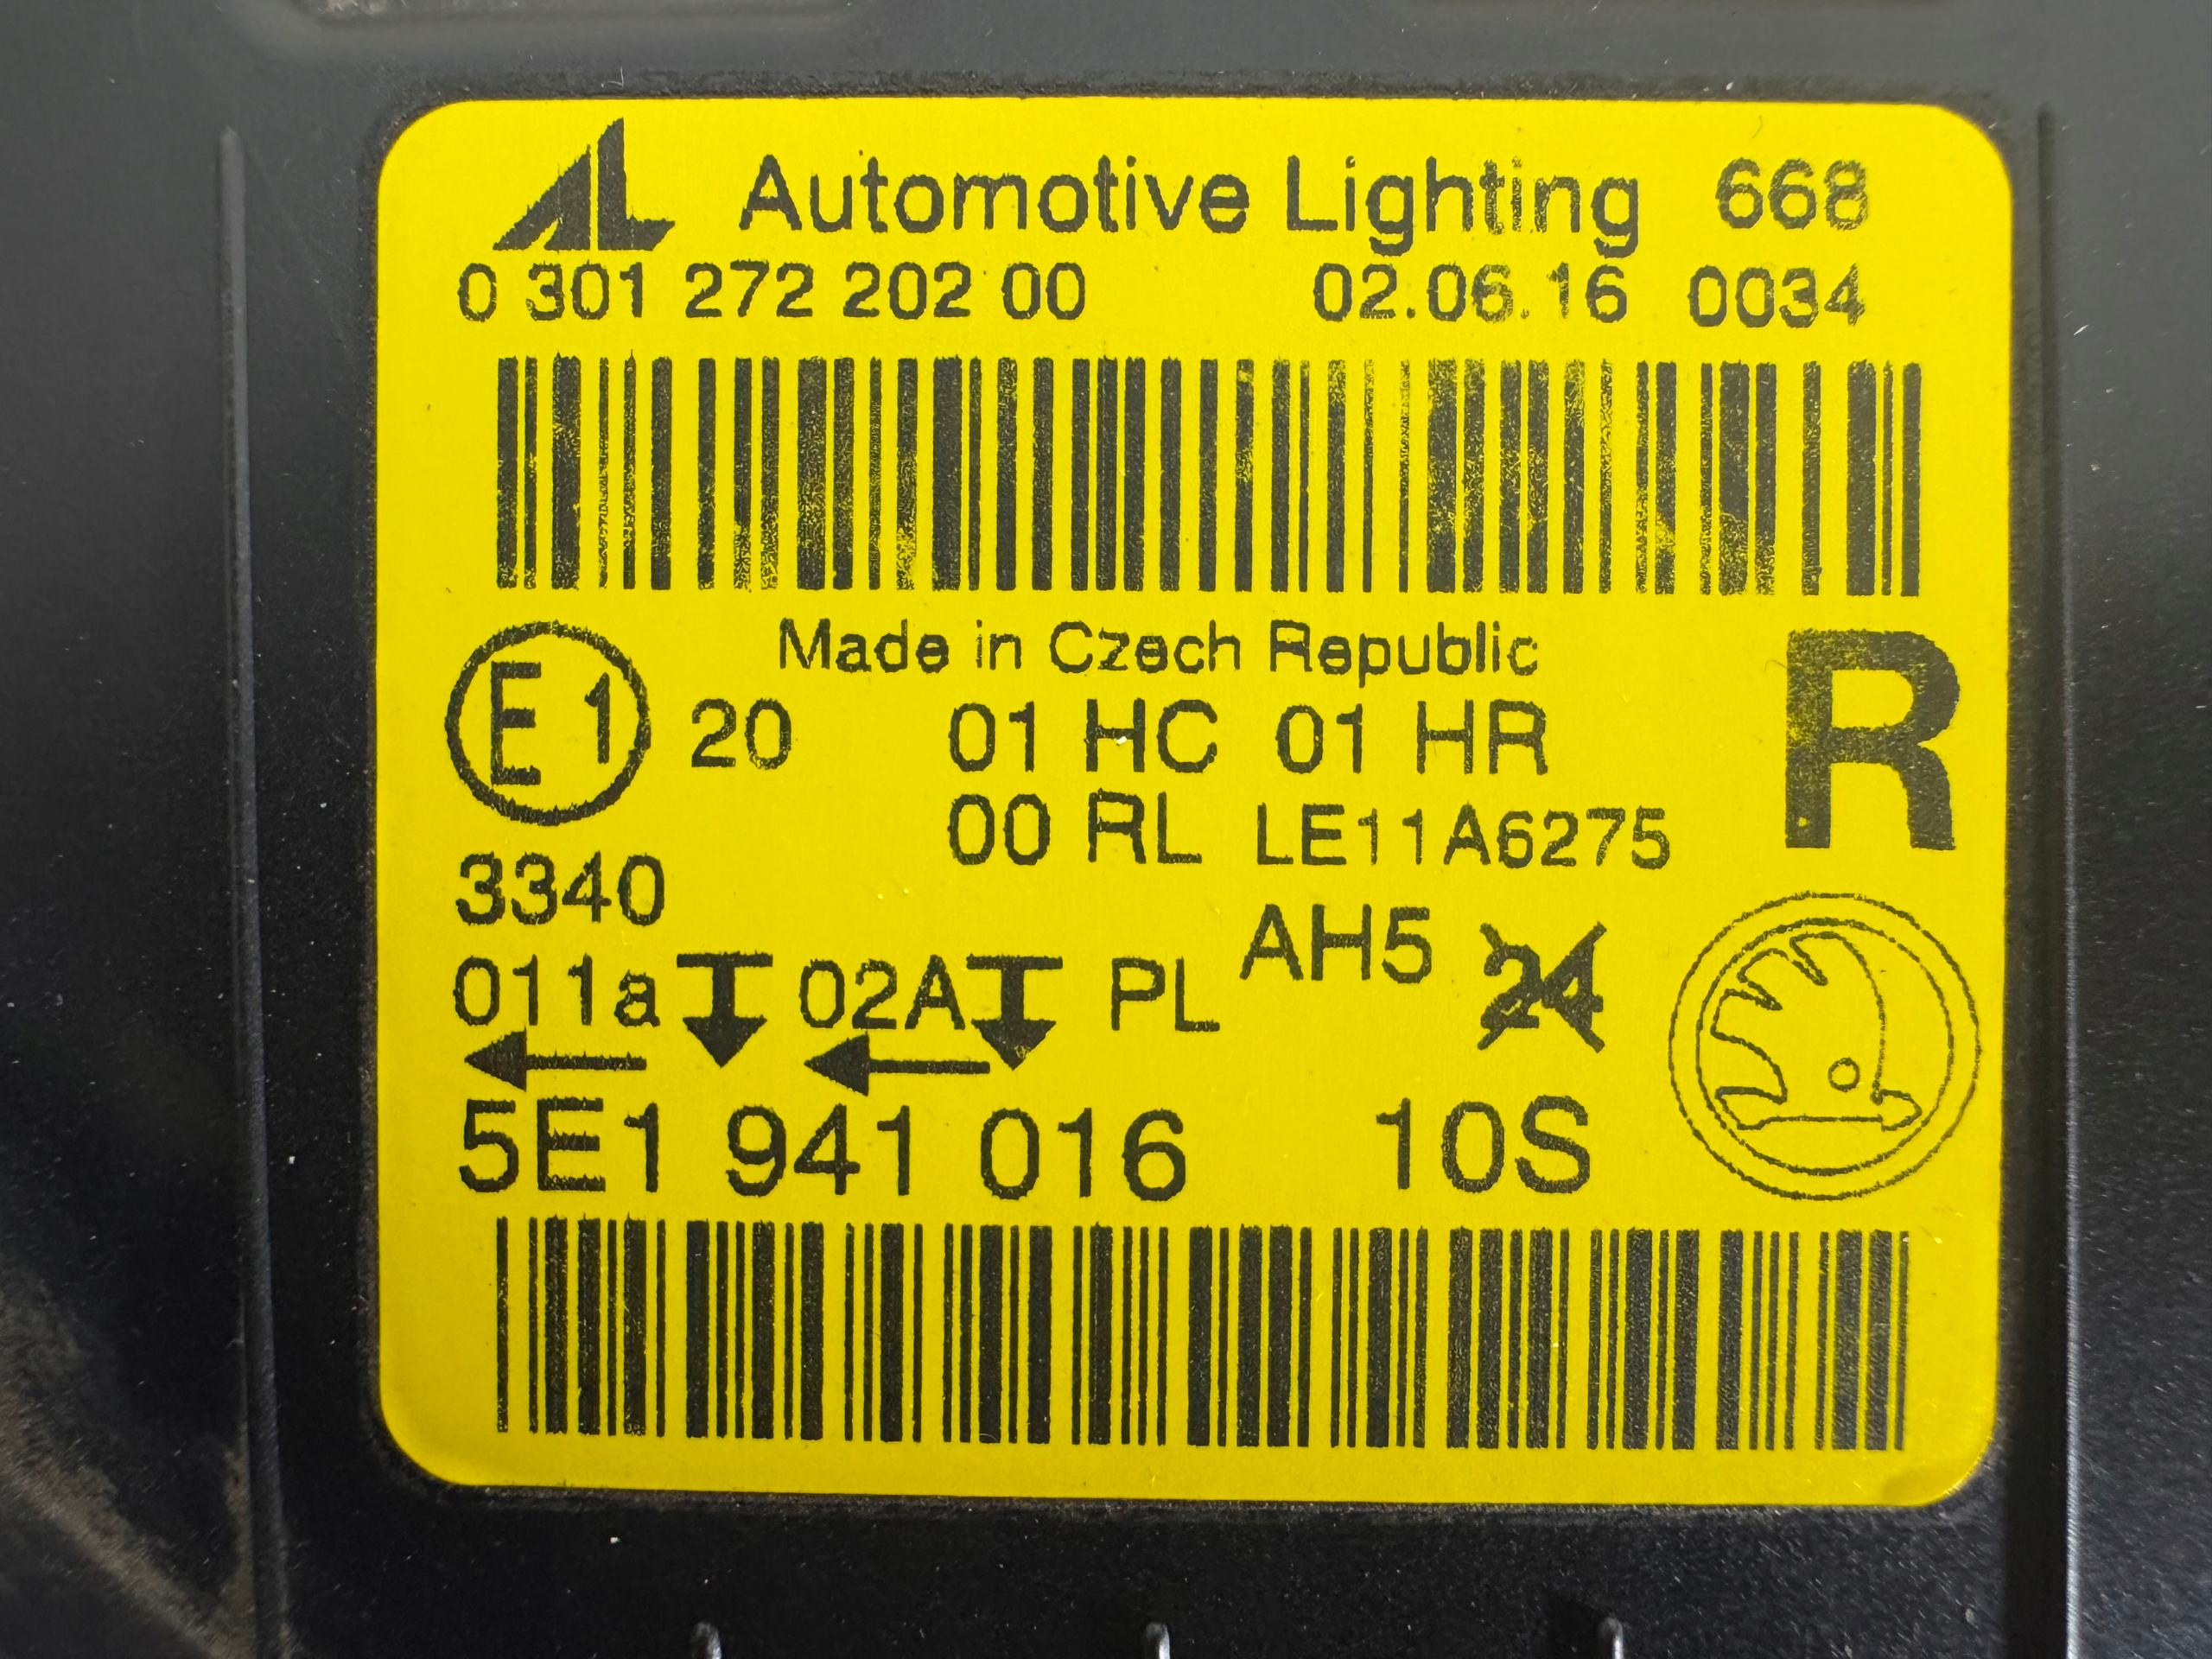 AL Automotive Lighting 668
0 301 272 202 00 02.06.16 0034
Made in Czech Republic
E1 20 01 HC 01 HR R
00 RL LE11A6275
3340
AH5 24
011a 02A PL
5E1 941 016 10S